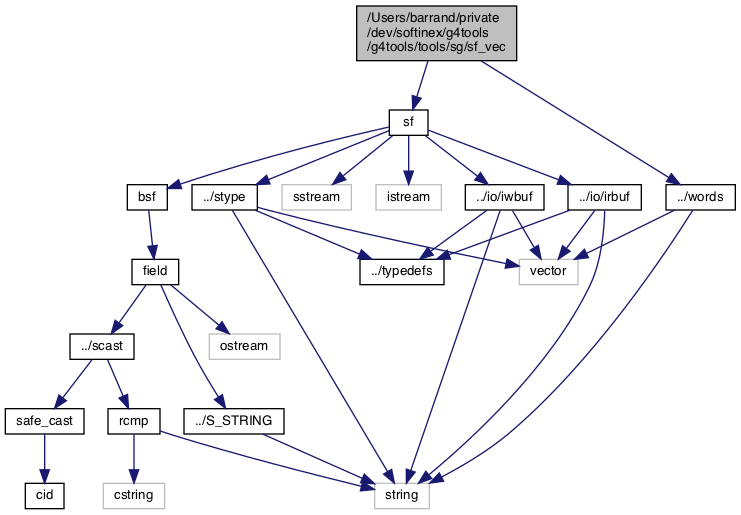 /Users/barrand/private
/dev/softinex/g4tools
/g4tools/tools/sg/sf_vec
sf
bsf
../stype
sstream
istream
../io/iwbuf
../io/irbuf
../words
field
../typedefs
vector
../scast
ostream
safe_cast
rcmp
../S_STRING
cid
cstring
string